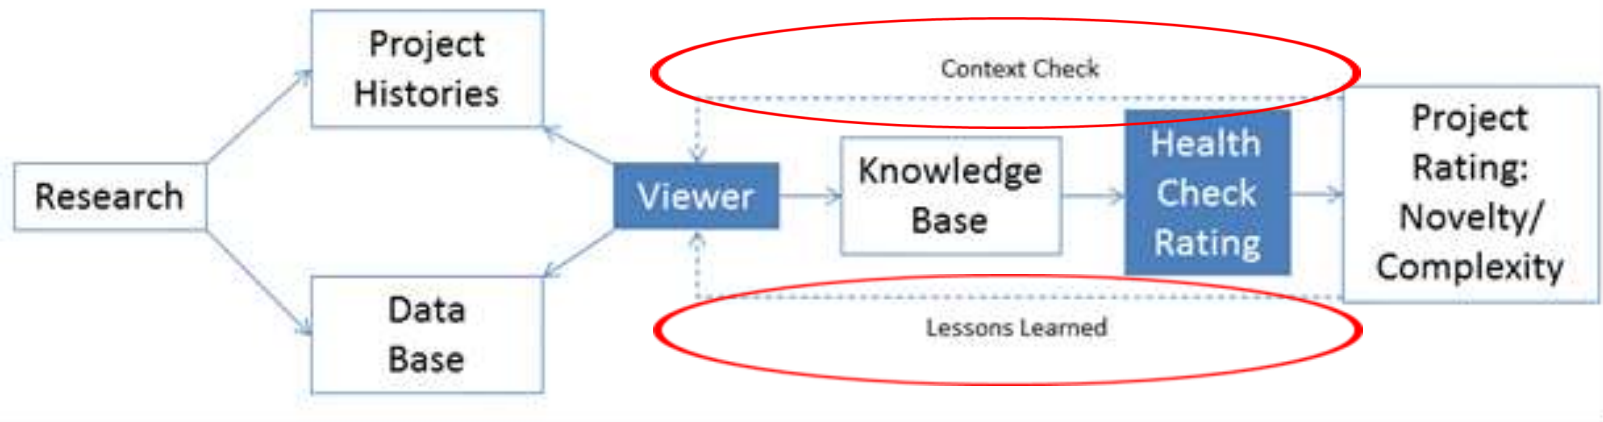 Research
Project
Histories
Data
Base
Viewer
Context Check
Knowledge
Base
Health
Check
Rating
Lessons Learned
Project
Rating:
Novelty/
Complexity